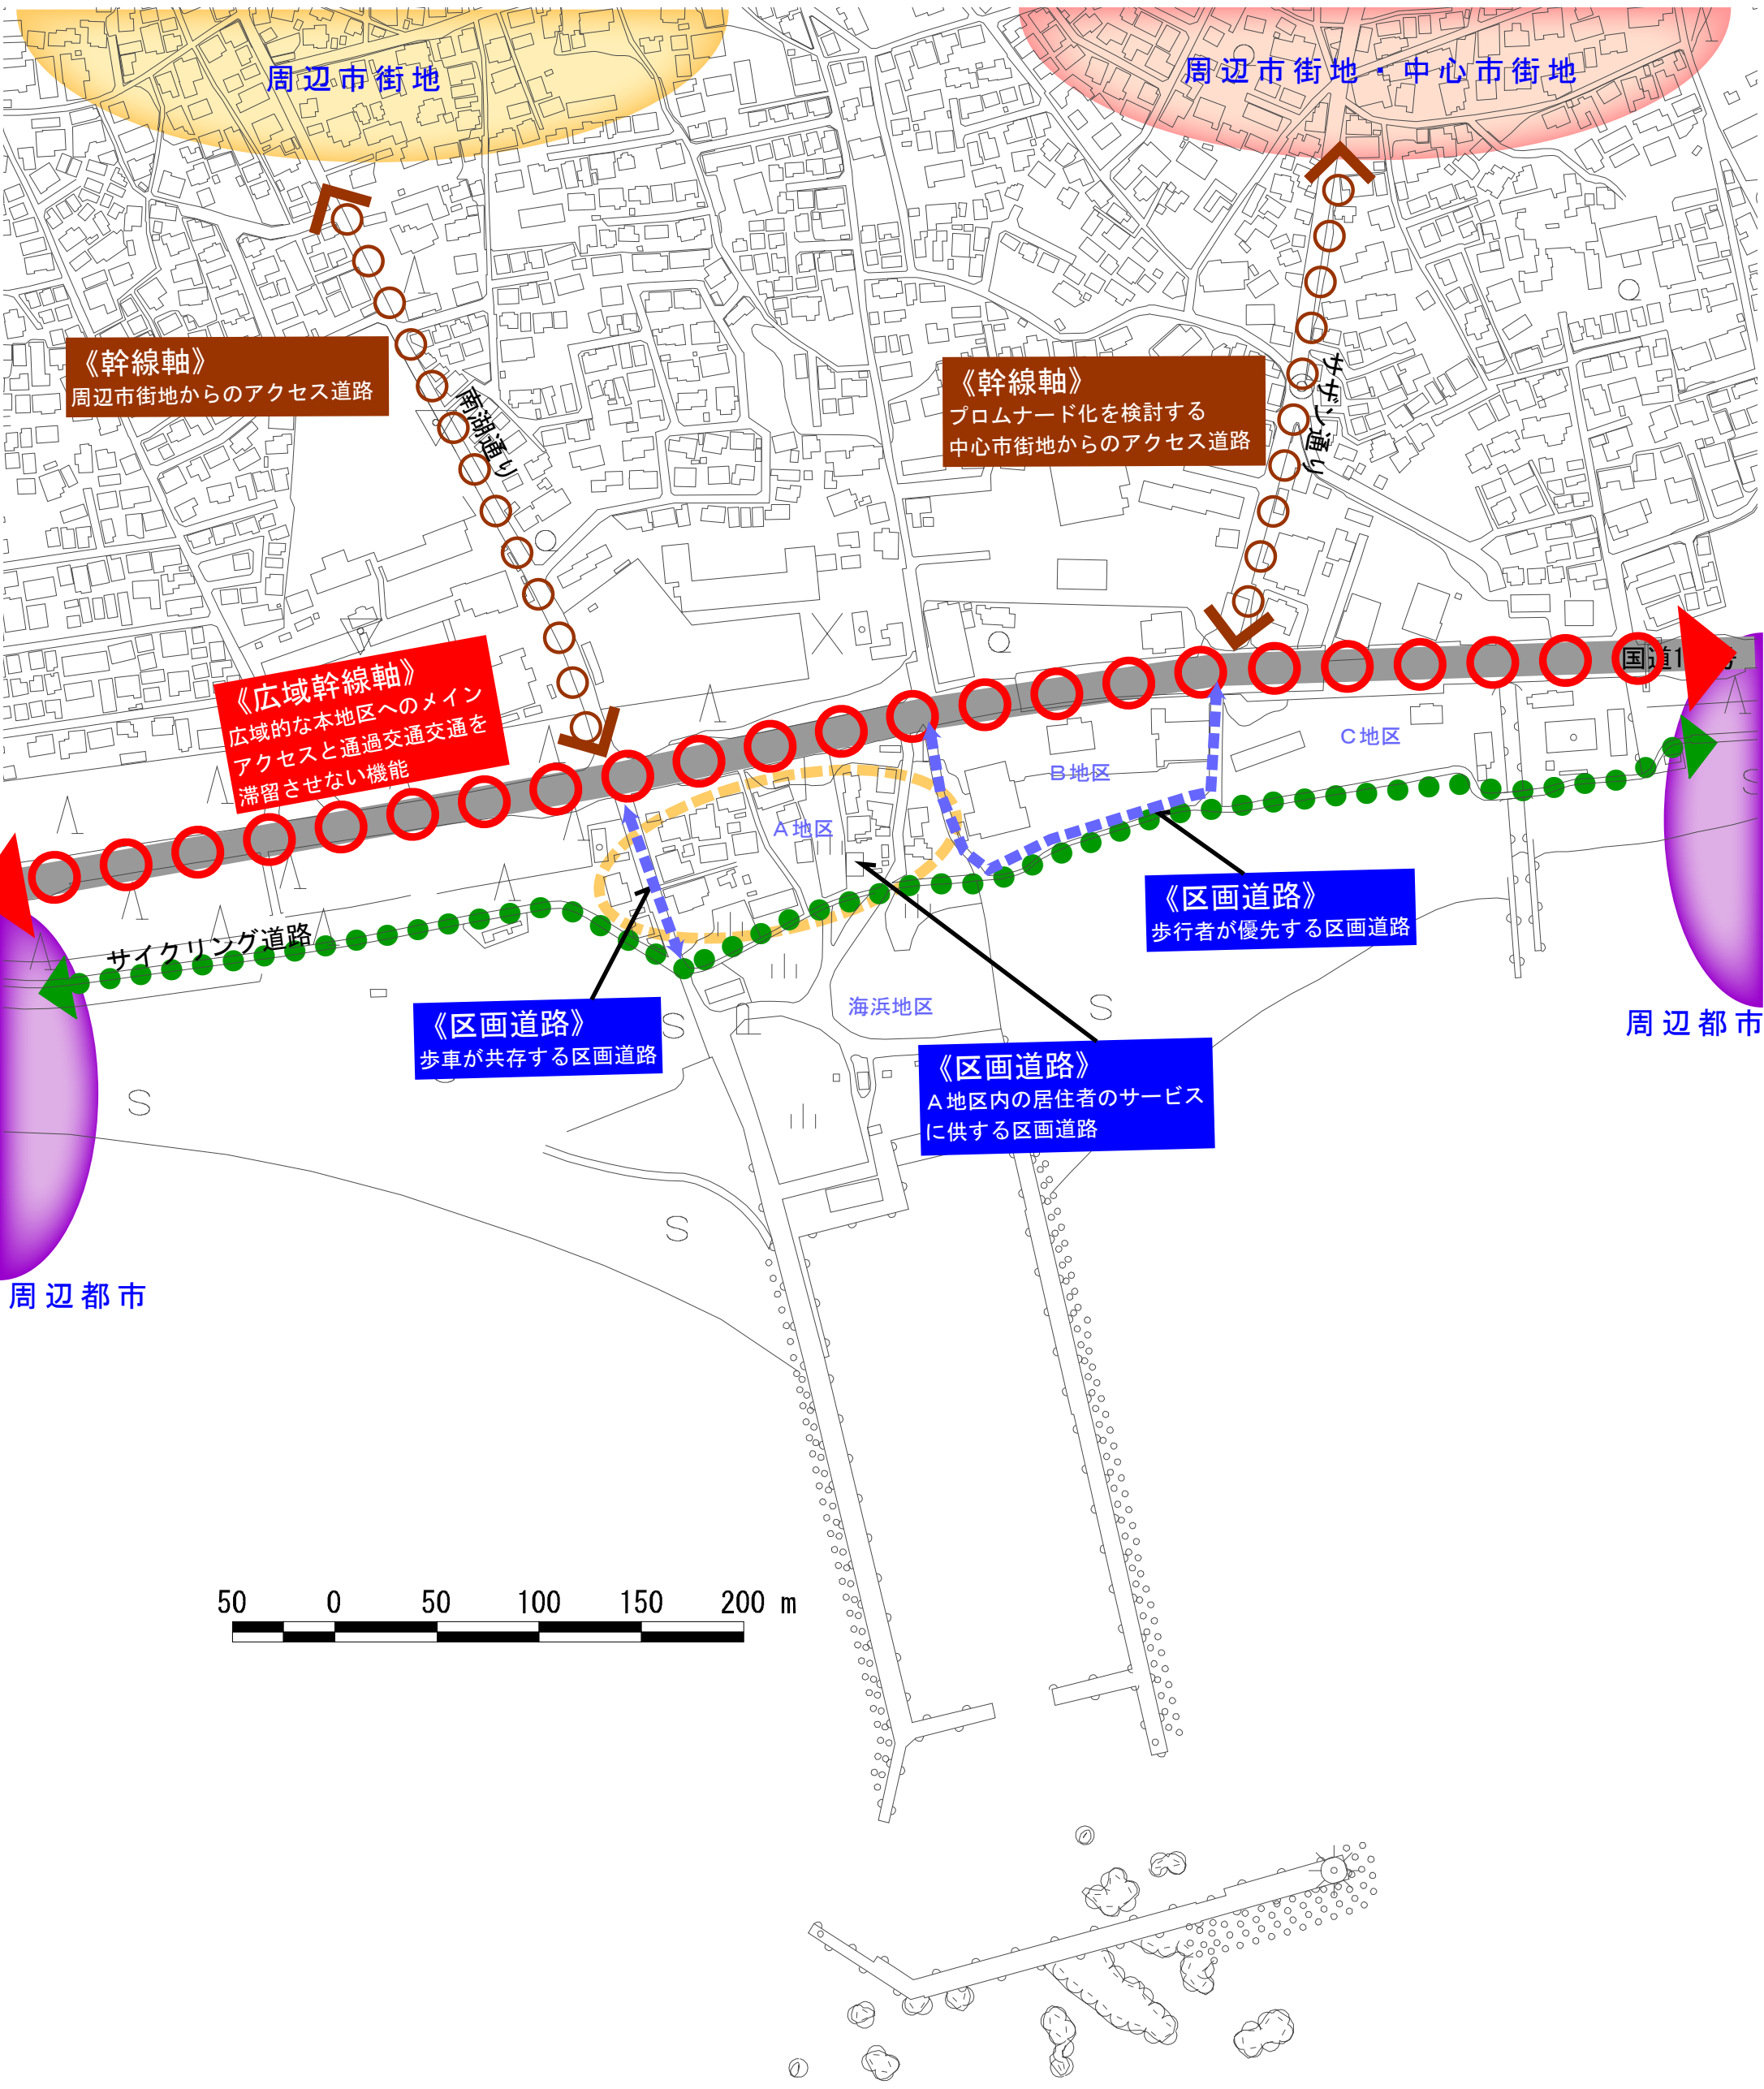 周辺市街地
周辺市街地・中心市街地
《幹線軸》
周辺市街地からのアクセス道路
南湖通り
《幹線軸》
プロムナード化を検討する
中心市街地からのアクセス道路
サザン通り
《広域幹線軸》
広域的な本地区へのメイン
アクセスと通過交通交通を
滞留させない機能
国道1
C地区
B地区
A地区
サイクリング道路
《区画道路》
歩行者が優先する区画道路
《区画道路》
歩車が共存する区画道路
海浜地区
周辺都市
《区画道路》
A地区内の居住者のサービス
に供する区画道路
周辺都市
50 0 50 100 150 200 m